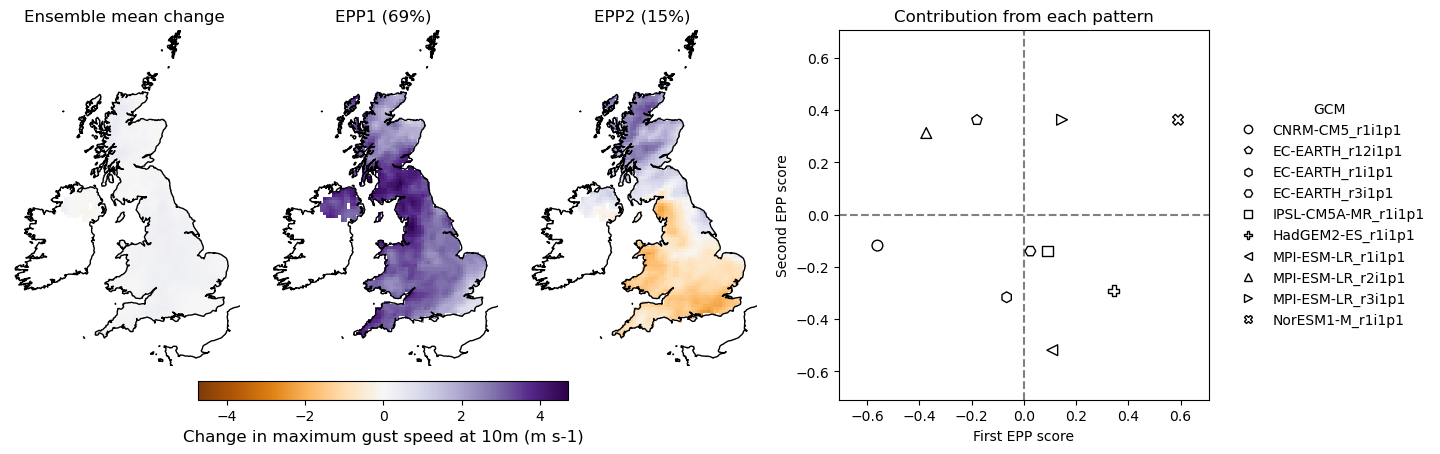 Ensemble mean change
EPP1 (69%)
EPP2 (15%)
Contribution from each pattern
−4
−2
0
2
4
Change in maximum gust speed at 10m (m s-1)
Second EPP score
0.6
0.4
0.2
0.0
−0.2
−0.4
−0.6
−0.6
−0.4
−0.2
0.0
0.2
0.4
0.6
First EPP score
GCM
CNRM-CM5_r1i1p1
EC-EARTH_r12i1p1
EC-EARTH_r1i1p1
EC-EARTH_r3i1p1
IPSL-CM5A-MR_r1i1p1
HadGEM2-ES_r1i1p1
MPI-ESM-LR_r1i1p1
MPI-ESM-LR_r2i1p1
MPI-ESM-LR_r3i1p1
NorESM1-M_r1i1p1